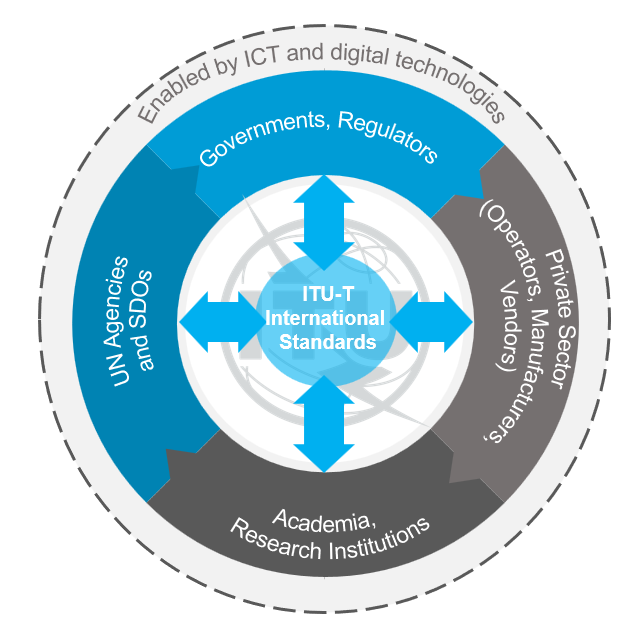 Enabled by ICT and digital technologies
Governments, Regulators
Private Sector
(Operators, Manufacturers,
Vendors)
UN Agencies
and SDOs
ITU-T
International
Standards
ITU
Academia,
Research Institutions